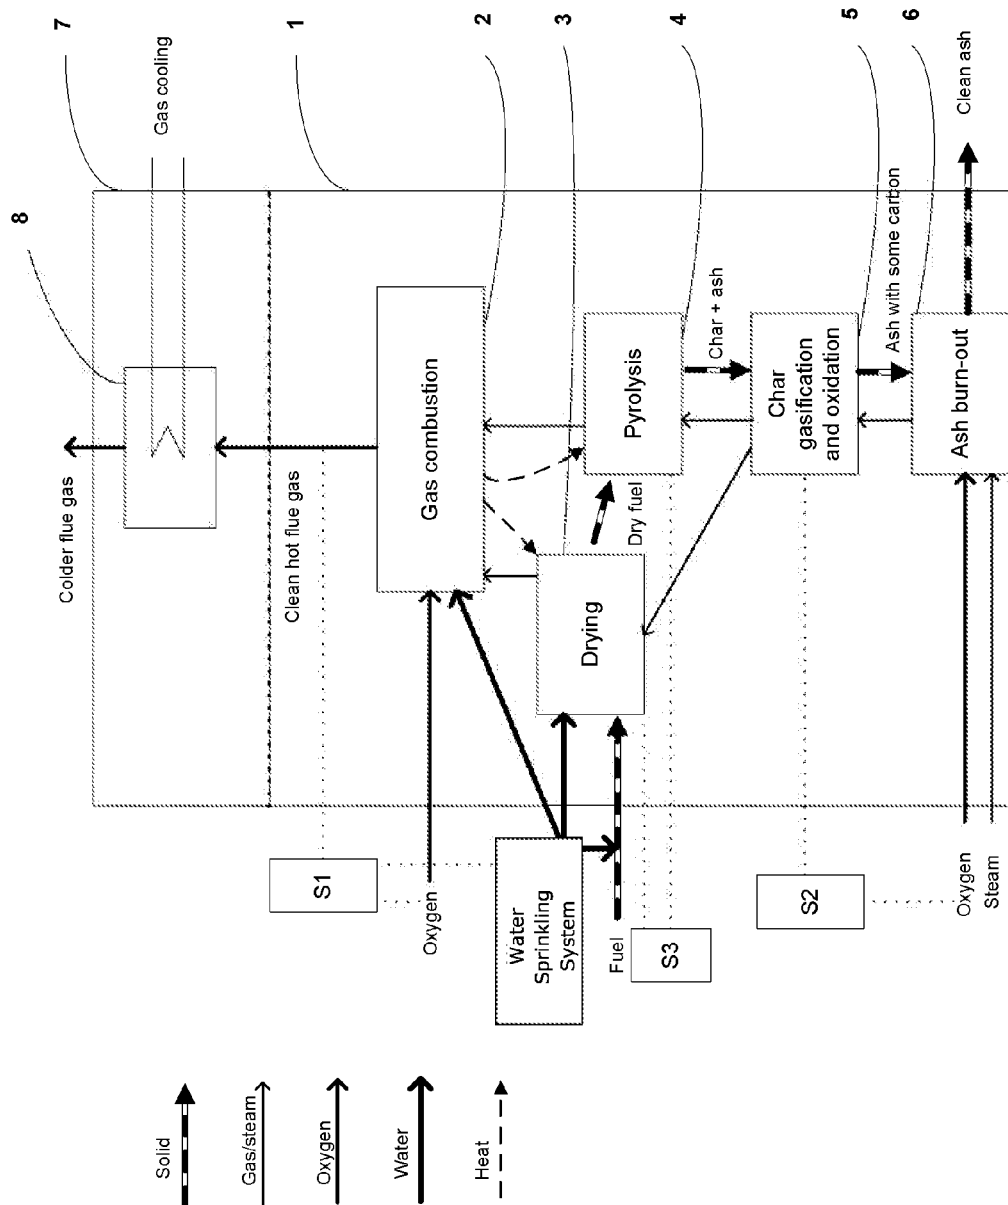 7
1
2
3
4
5
6
8
Gas cooling
Clean ash
Colder flue gas
Clean hot flue gas
Gas combustion
Pyrolysis
Char + ash
Char
gasification
and oxidation
Ash with some carbon
Ash burn-out
Drying
Dry fuel
S1
Oxygen
Water
Sprinkling
System
Fuel
S3
S2
Oxygen
Steam
Solid
Gas/steam
Oxygen
Water
Heat